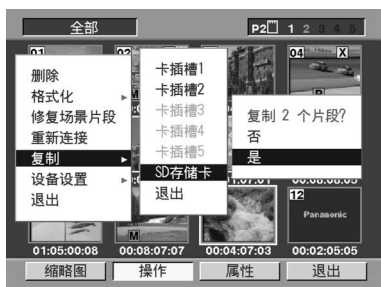 全部
P2 1 2 3 4 5
01
02
04
X
删除
格式化
修复场景片段
重新连接
复制
设备设置
退出
卡插槽1
卡插槽2
卡插槽3
卡插槽4
卡插槽5
SD存储卡
退出
复制 2 个片段?
否
是
12
Panasonic
M
01:05:00:08
00:08:07:07
00:04:07:03
00:02:05:05
缩略图
操作
属性
退出